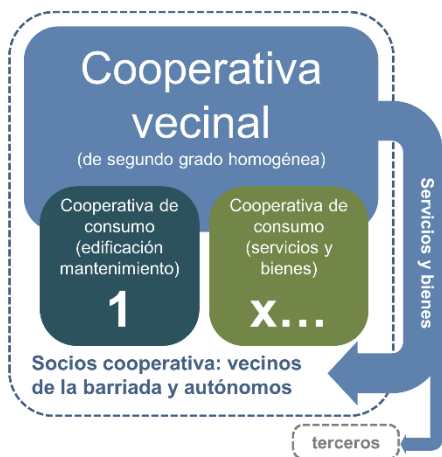 Cooperativa
vecinal
(de segundo grado homogénea)
Cooperativa de
consumo
(edificación
mantenimiento)
1
Cooperativa de
consumo
(servicios y
bienes)
x...
Servicios y bienes
Socios cooperativa: vecinos
de la barriada y autónomos
terceros